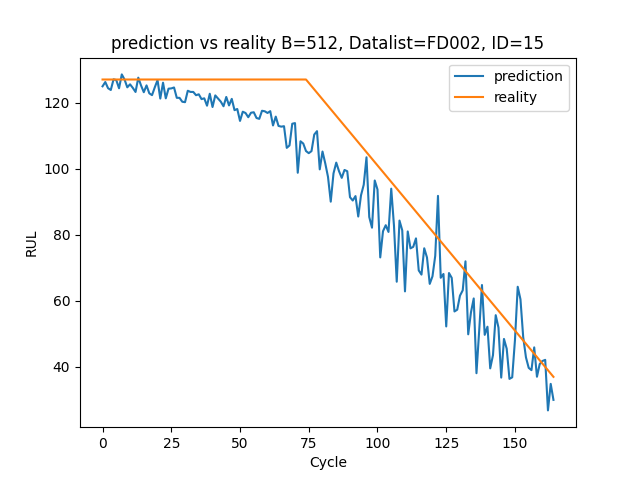 prediction vs reality B=512, Datalist=FD002, ID=15
prediction
reality
RUL
120
100
80
60
40
0 25 50 75 100 125 150
Cycle